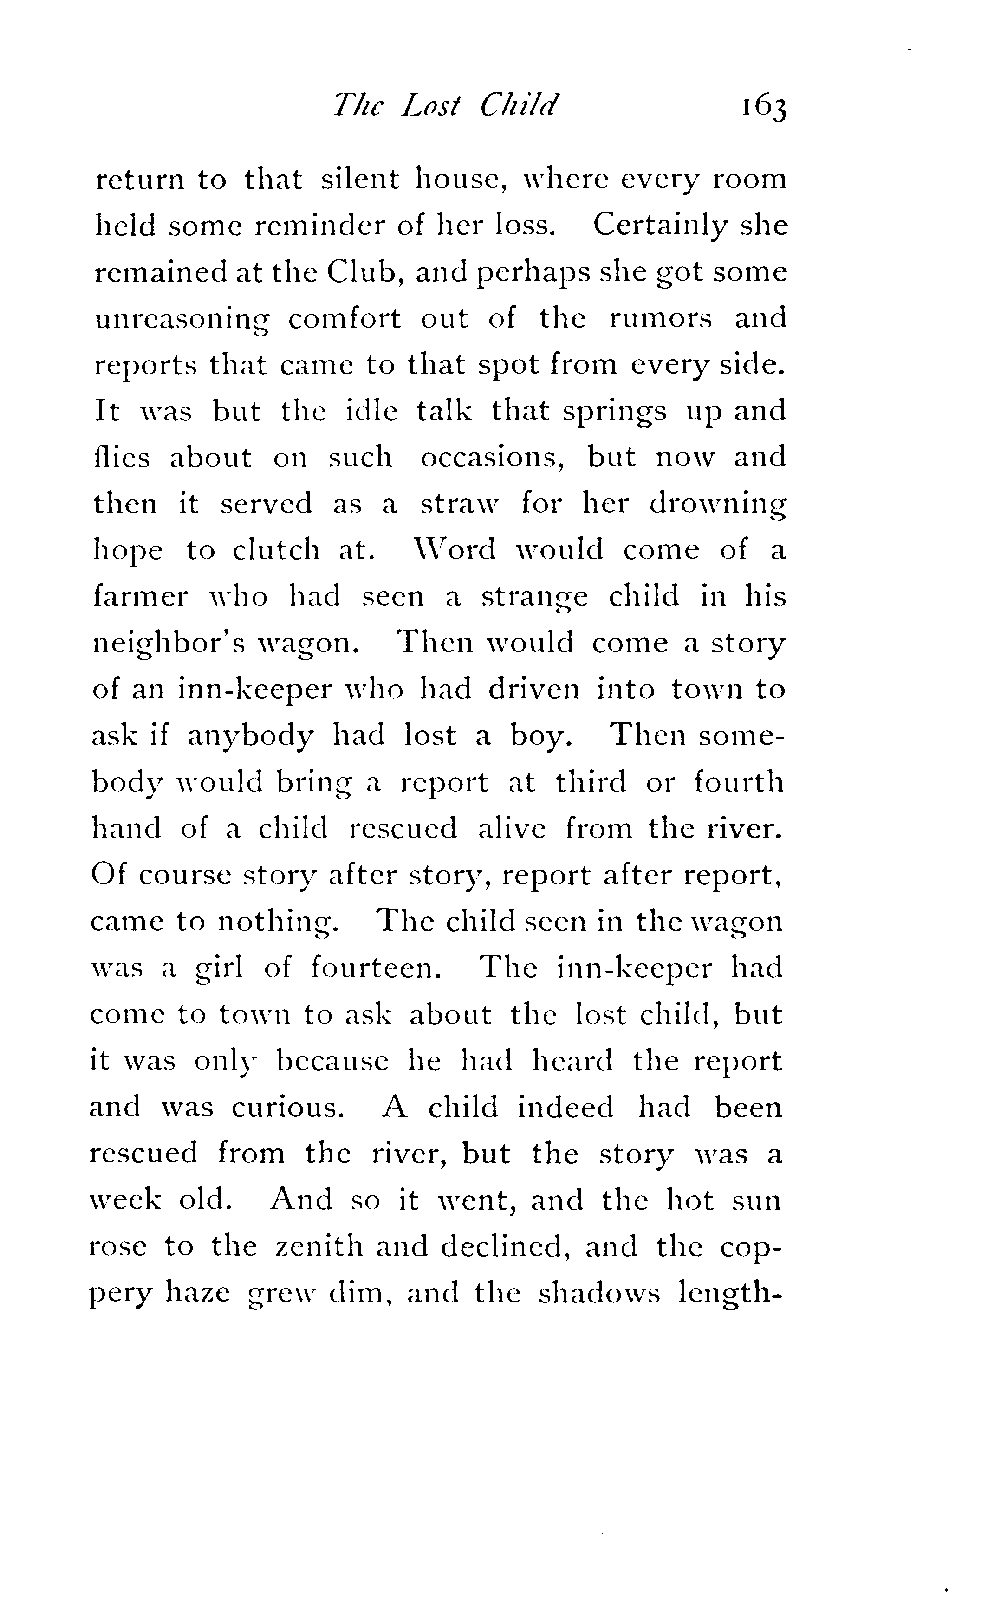 The Lost Child 163
return to that silent house, where every room
held some reminder of her loss. Certainly she
remained at the Club, and perhaps she got some
unreasoning comfort out of the rumors and
reports that came to that spot from every side.
It was but the idle talk that springs up and
flies about on such occasions, but now and
then it served as a straw for her drowning
hope to clutch at. Word would come of a
farmer who had seen a strange child in his
neighbor's wagon. Then would come a story
of an inn-keeper who had driven into town to
ask if anybody had lost a boy. Then some-
body would bring a report at third or fourth
hand of a child rescued alive from the river.
Of course story after story, report after report,
came to nothing. The child seen in the wagon
was a girl of fourteen. The inn-keeper had
come to town to ask about the lost child, but
it was only because he had heard the report
and was curious. A child indeed had been
rescued from the river, but the story was a
week old. And so it went, and the hot sun
rose to the zenith and declined, and the cop-
pery haze grew dim, and the shadows length-